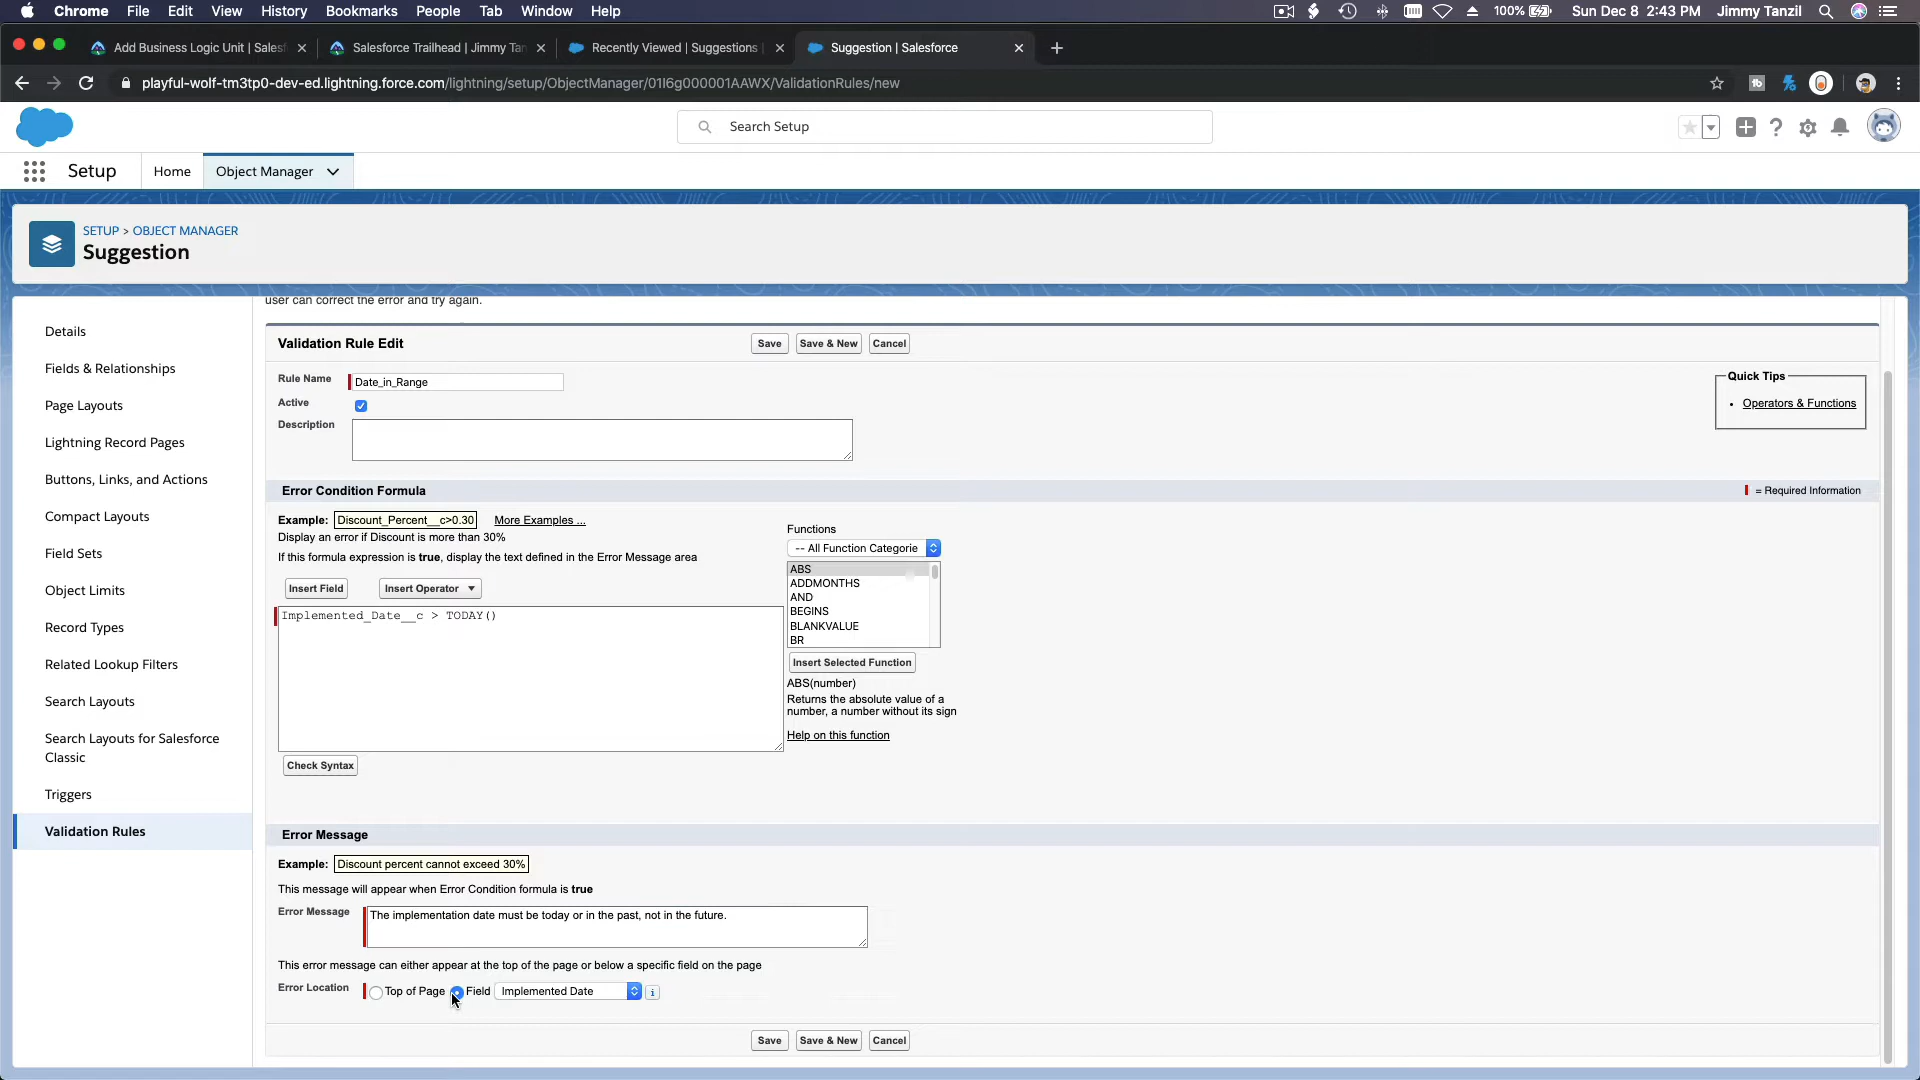 Chrome File Edit View History Bookmarks People Tab Window Help 100% Sun Dec 8 2:43 PM Jimmy Tanzil
Add Business Logic Unit | Salesf
Salesforce Trailhead | Jimmy Tan
Recently Viewed | Suggestions |
Suggestion | Salesforce
playful-wolf-tm3tp0-dev-ed.lightning.force.com/lightning/setup/ObjectManager/01I6g000001AAWX/ValidationRules/new
Search Setup
Setup Home Object Manager
SETUP > OBJECT MANAGER
Suggestion
Details
Fields & Relationships
Page Layouts
Lightning Record Pages
Buttons, Links, and Actions
Compact Layouts
Field Sets
Object Limits
Record Types
Related Lookup Filters
Search Layouts
Search Layouts for Salesforce
Classic
Triggers
Validation Rules
user can correct the error and try again.
Validation Rule Edit Save Save & New Cancel
Rule Name Date_in_Range
Active
Description
Quick Tips
• Operators & Functions
Error Condition Formula = Required Information
Example: Discount_Percent__c>0.30 More Examples ...
Display an error if Discount is more than 30%
If this formula expression is true, display the text defined in the Error Message area
Insert Field Insert Operator
Implemented_Date__c > TODAY()
Check Syntax
Functions
-- All Function Categorie
ABS
ADDMONTHS
AND
BEGINS
BLANKVALUE
BR
Insert Selected Function
ABS(number)
Returns the absolute value of a
number, a number without its sign
Help on this function
Error Message
Example: Discount percent cannot exceed 30%
This message will appear when Error Condition formula is true
Error Message The implementation date must be today or in the past, not in the future.
This error message can either appear at the top of the page or below a specific field on the page
Error Location Top of Page Field Implemented Date i
Save Save & New Cancel